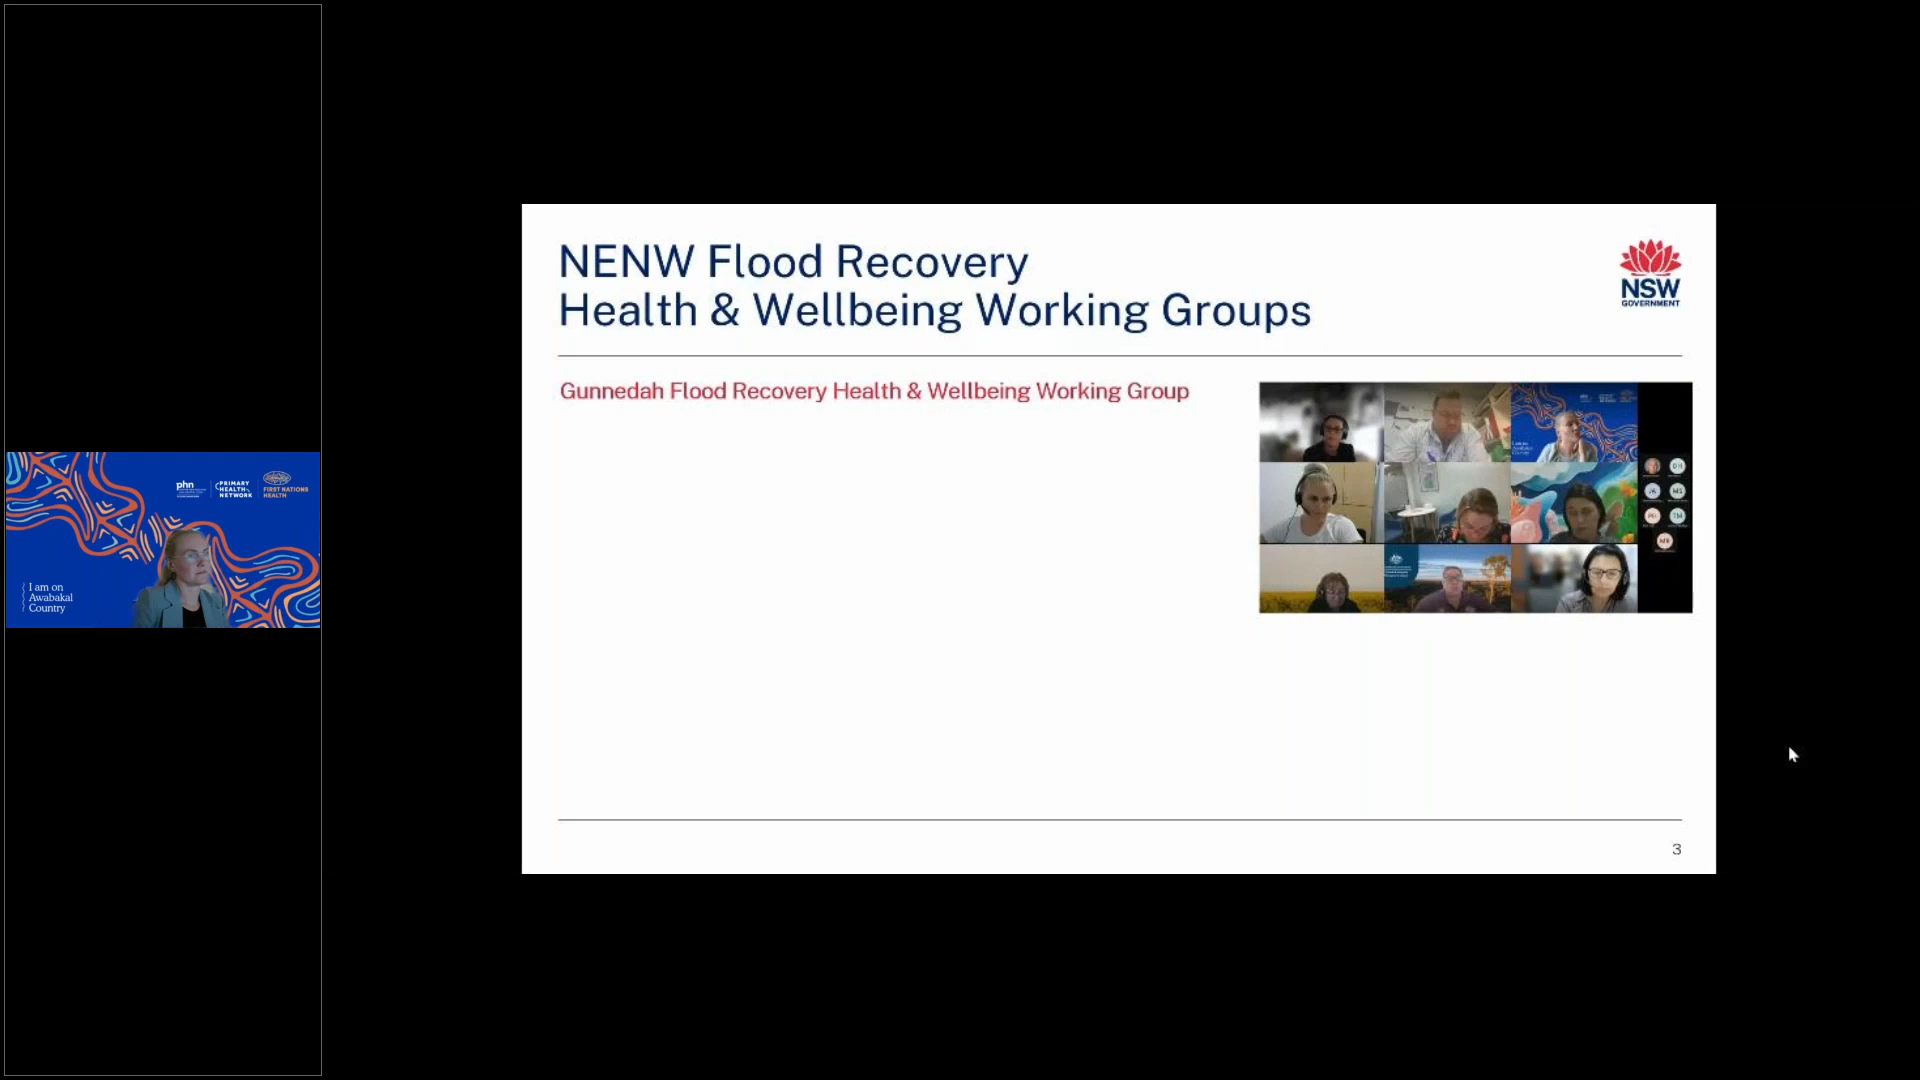 phn
PRIMARY
HEALTH
NETWORK
FIRST NATIONS
HEALTH
I am on
Awabakal
Country
NENW Flood Recovery
Health & Wellbeing Working Groups
NSW
GOVERNMENT
Gunnedah Flood Recovery Health & Wellbeing Working Group
3